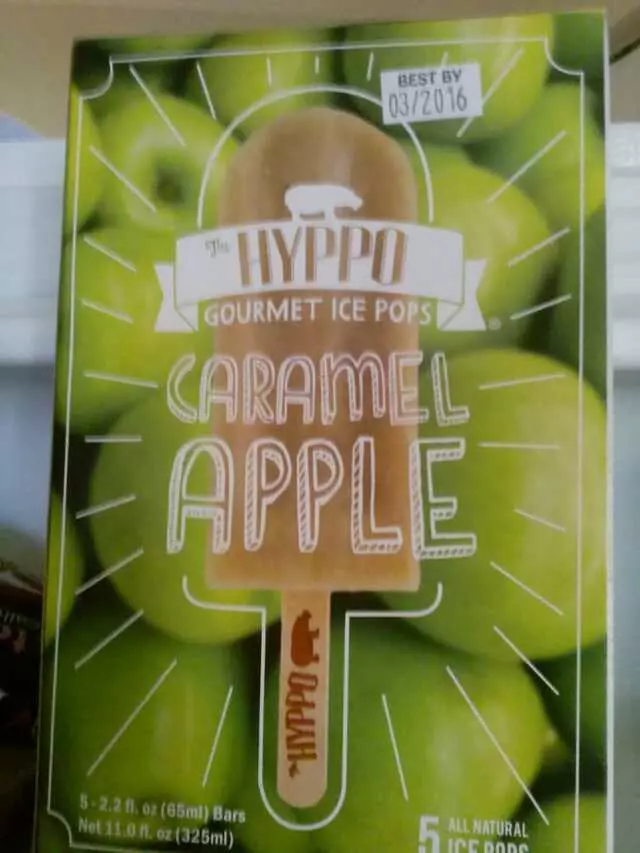 BEST BY
03/2016
The
HYPPO
GOURMET ICE POPS
CARAMEL
APPLE
The HYPPO
5 - 2.2 fl. oz (65ml) Bars
Net 11.0 fl. oz (325ml)
5 ALL NATURAL
ICE POPS